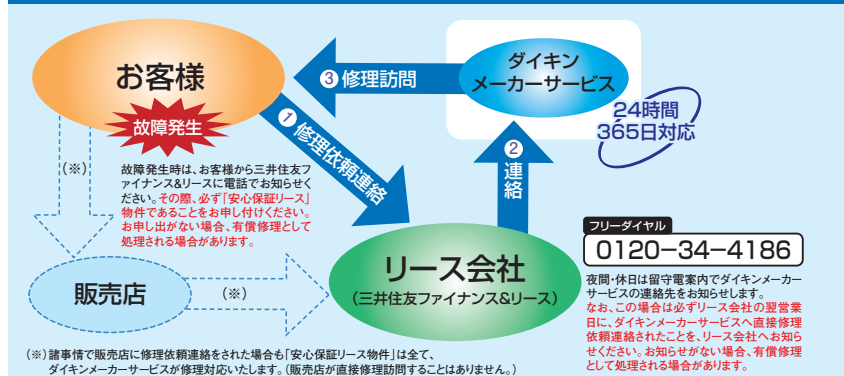 お客様
故障発生
③修理訪問
ダイキン
メーカーサービス
24時間
365日対応
①修理依頼連絡
②連絡
(※)
故障発生時は、お客様から三井住友フ
ァイナンス&リースに電話でお知らせく
ださい。その際、必ず「安心保証リース」
物件であることをお申し付けください。
お申し出がない場合、有償修理として
処理される場合があります。
販売店
(※)
リース会社
(三井住友ファイナンス&リース)
フリーダイヤル
0120-34-4186
夜間・休日は留守電案内でダイキンメーカー
サービスの連絡先をお知らせします。
なお、この場合は必ずリース会社の翌営業
日に、ダイキンメーカーサービスへ直接修理
依頼連絡されたことを、リース会社へお知ら
せください。お知らせがない場合、有償修理
として処理される場合があります。
(※)諸事情で販売店に修理依頼連絡をされた場合も「安心保証リース物件」は全て、
ダイキンメーカーサービスが修理対応いたします。(販売店が直接修理訪問することはありません。)